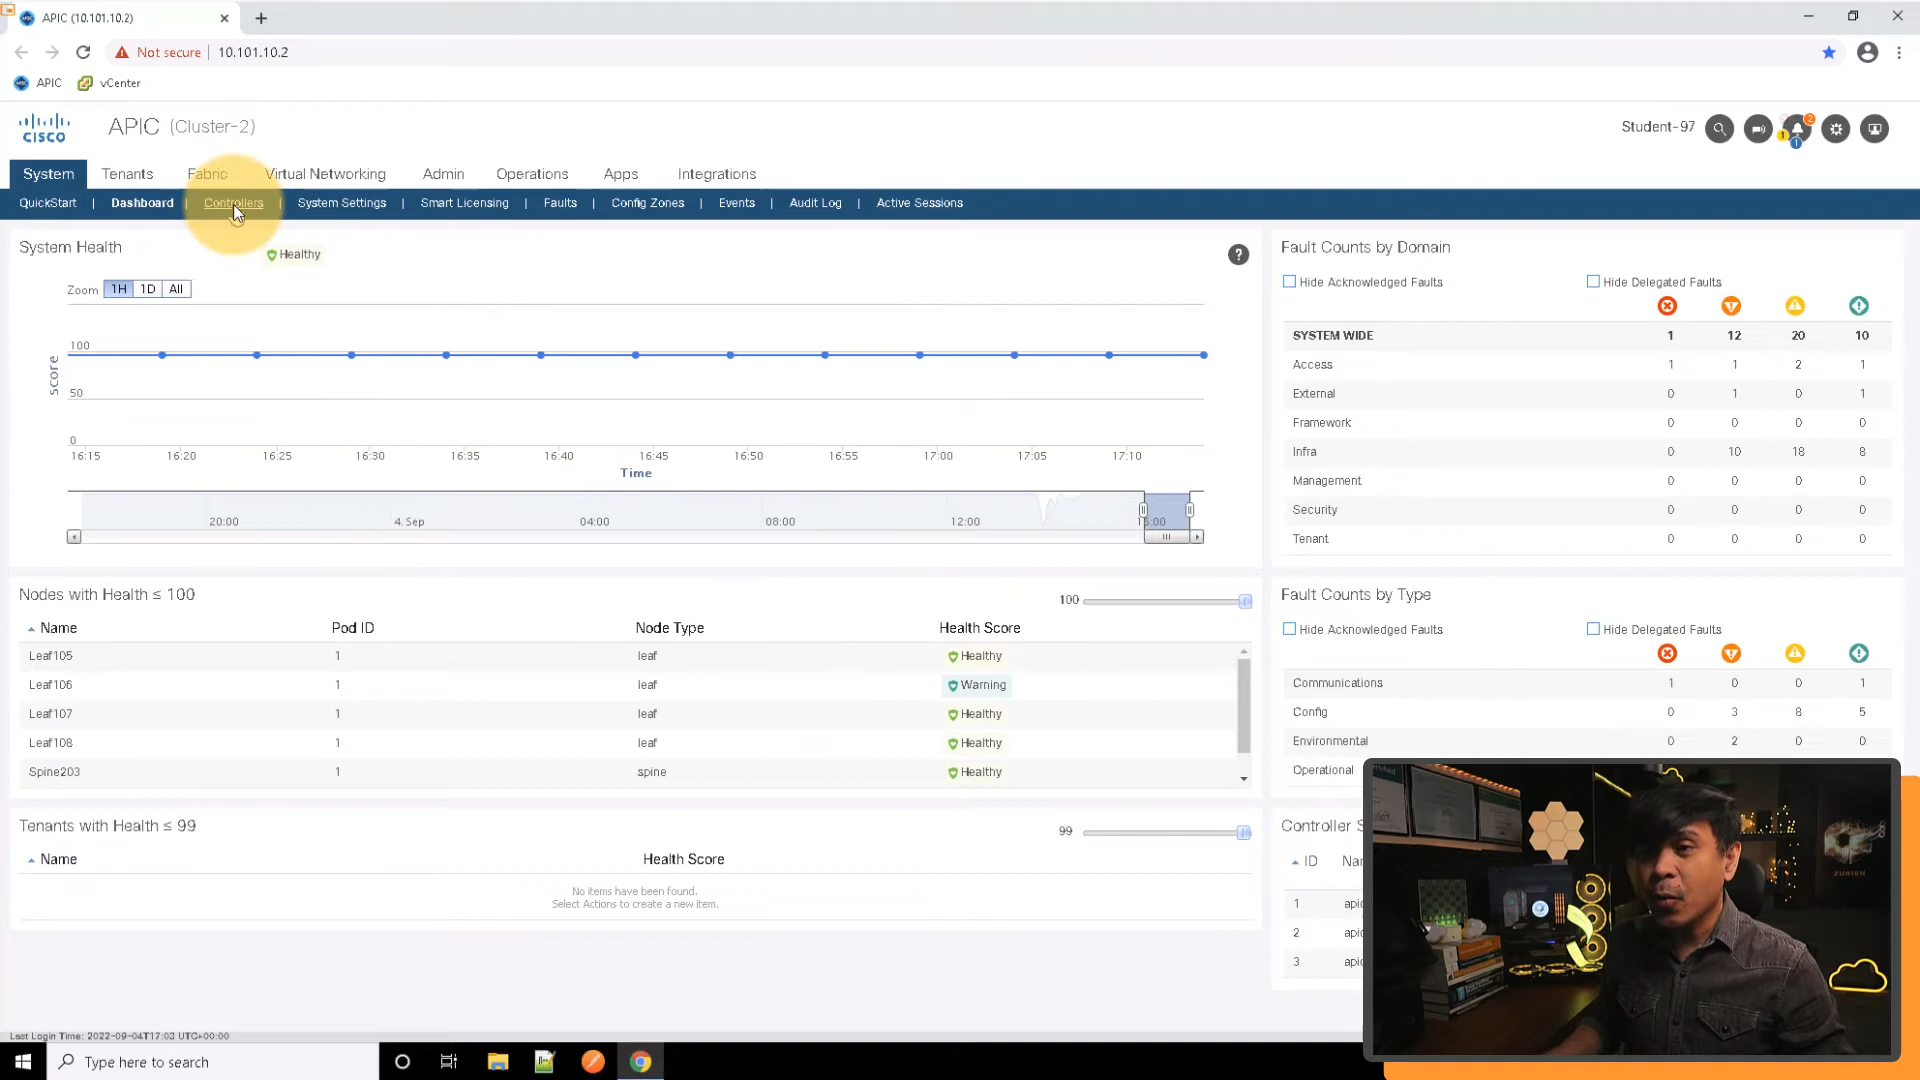 APIC (10.101.10.2)
Not secure 10.101.10.2
APIC vCenter
CISCO APIC (Cluster-2) Student-97 1 2 1
System Tenants Fabric Virtual Networking Admin Operations Apps Integrations
QuickStart | Dashboard | Controllers | System Settings | Smart Licensing | Faults | Config Zones | Events | Audit Log | Active Sessions
System Health
Healthy
?
Zoom 1H 1D All
100
50
0
score
16:15 16:20 16:25 16:30 16:35 16:40 16:45 16:50 16:55 17:00 17:05 17:10
Time
20:00 4. Sep 04:00 08:00 12:00
Nodes with Health ≤ 100 100
Name Pod ID Node Type Health Score
Leaf105 1 leaf Healthy
Leaf106 1 leaf Warning
Leaf107 1 leaf Healthy
Leaf108 1 leaf Healthy
Spine203 1 spine Healthy
Tenants with Health ≤ 99 99
Name Health Score
No items have been found.
Select Actions to create a new item.
Fault Counts by Domain
Hide Acknowledged Faults Hide Delegated Faults
SYSTEM WIDE 1 12 20 10
Access 1 1 2 1
External 0 1 0 1
Framework 0 0 0 0
Infra 0 10 18 8
Management 0 0 0 0
Security 0 0 0 0
Tenant 0 0 0 0
Fault Counts by Type
Hide Acknowledged Faults Hide Delegated Faults
Communications 1 0 0 1
Config 0 3 8 5
Environmental 0 2 0 0
Operational
Controller S
ID Na
1 apic
2 apic
3 apic
Last Login Time: 2022-09-04T17:03 UTC+00:00
Type here to search